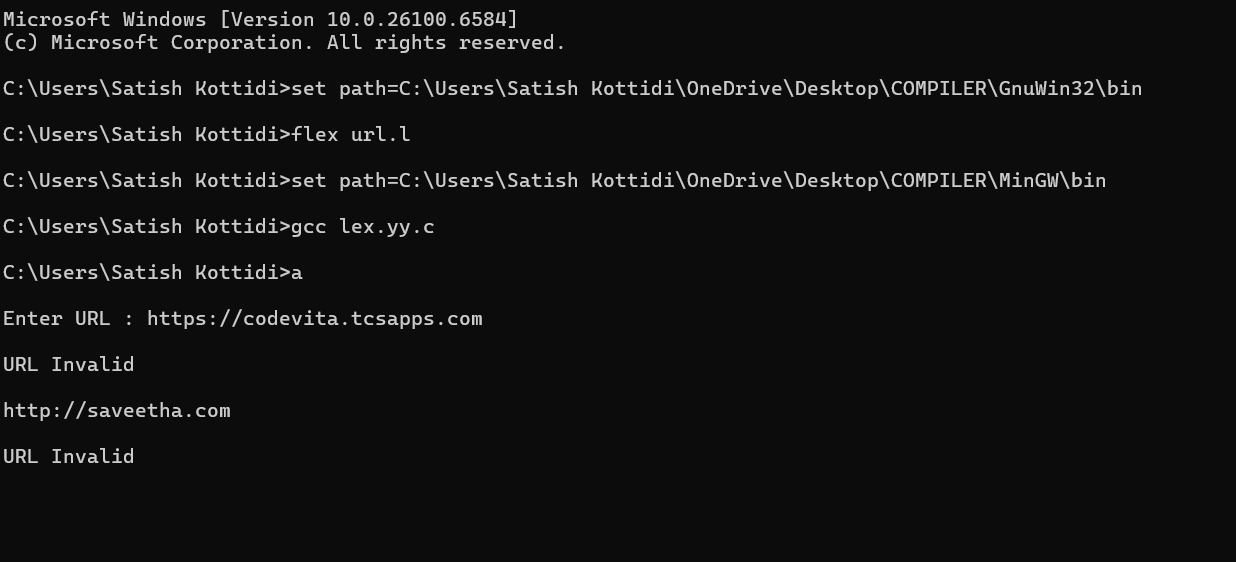 Microsoft Windows [Version 10.0.26100.6584]
(c) Microsoft Corporation. All rights reserved.
C:\Users\Satish Kottidi>set path=C:\Users\Satish Kottidi\OneDrive\Desktop\COMPILER\GnuWin32\bin
C:\Users\Satish Kottidi>flex url.l
C:\Users\Satish Kottidi>set path=C:\Users\Satish Kottidi\OneDrive\Desktop\COMPILER\MinGW\bin
C:\Users\Satish Kottidi>gcc lex.yy.c
C:\Users\Satish Kottidi>a
Enter URL : https://codevita.tcsapps.com
URL Invalid
http://saveetha.com
URL Invalid